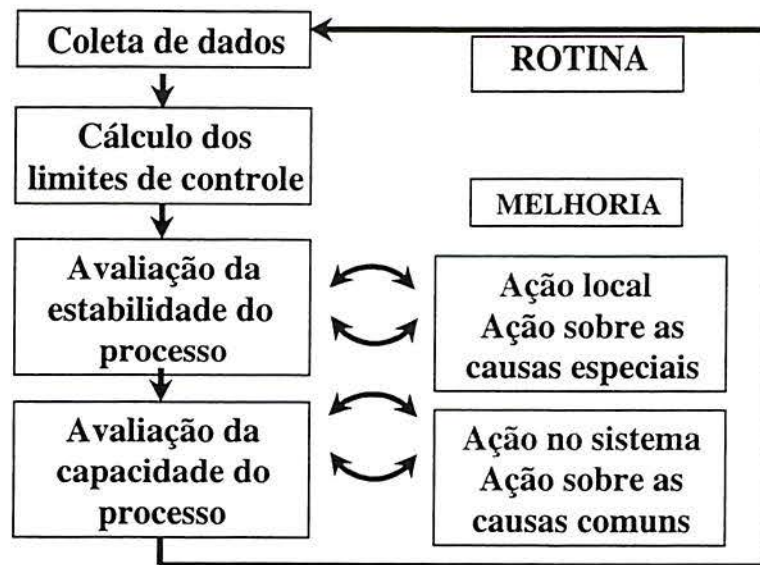 Coleta de dados
ROTINA
Cálculo dos
limites de controle
MELHORIA
Avaliação da
estabilidade do
processo
Ação local
Ação sobre as
causas especiais
Avaliação da
capacidade do
processo
Ação no sistema
Ação sobre as
causas comuns